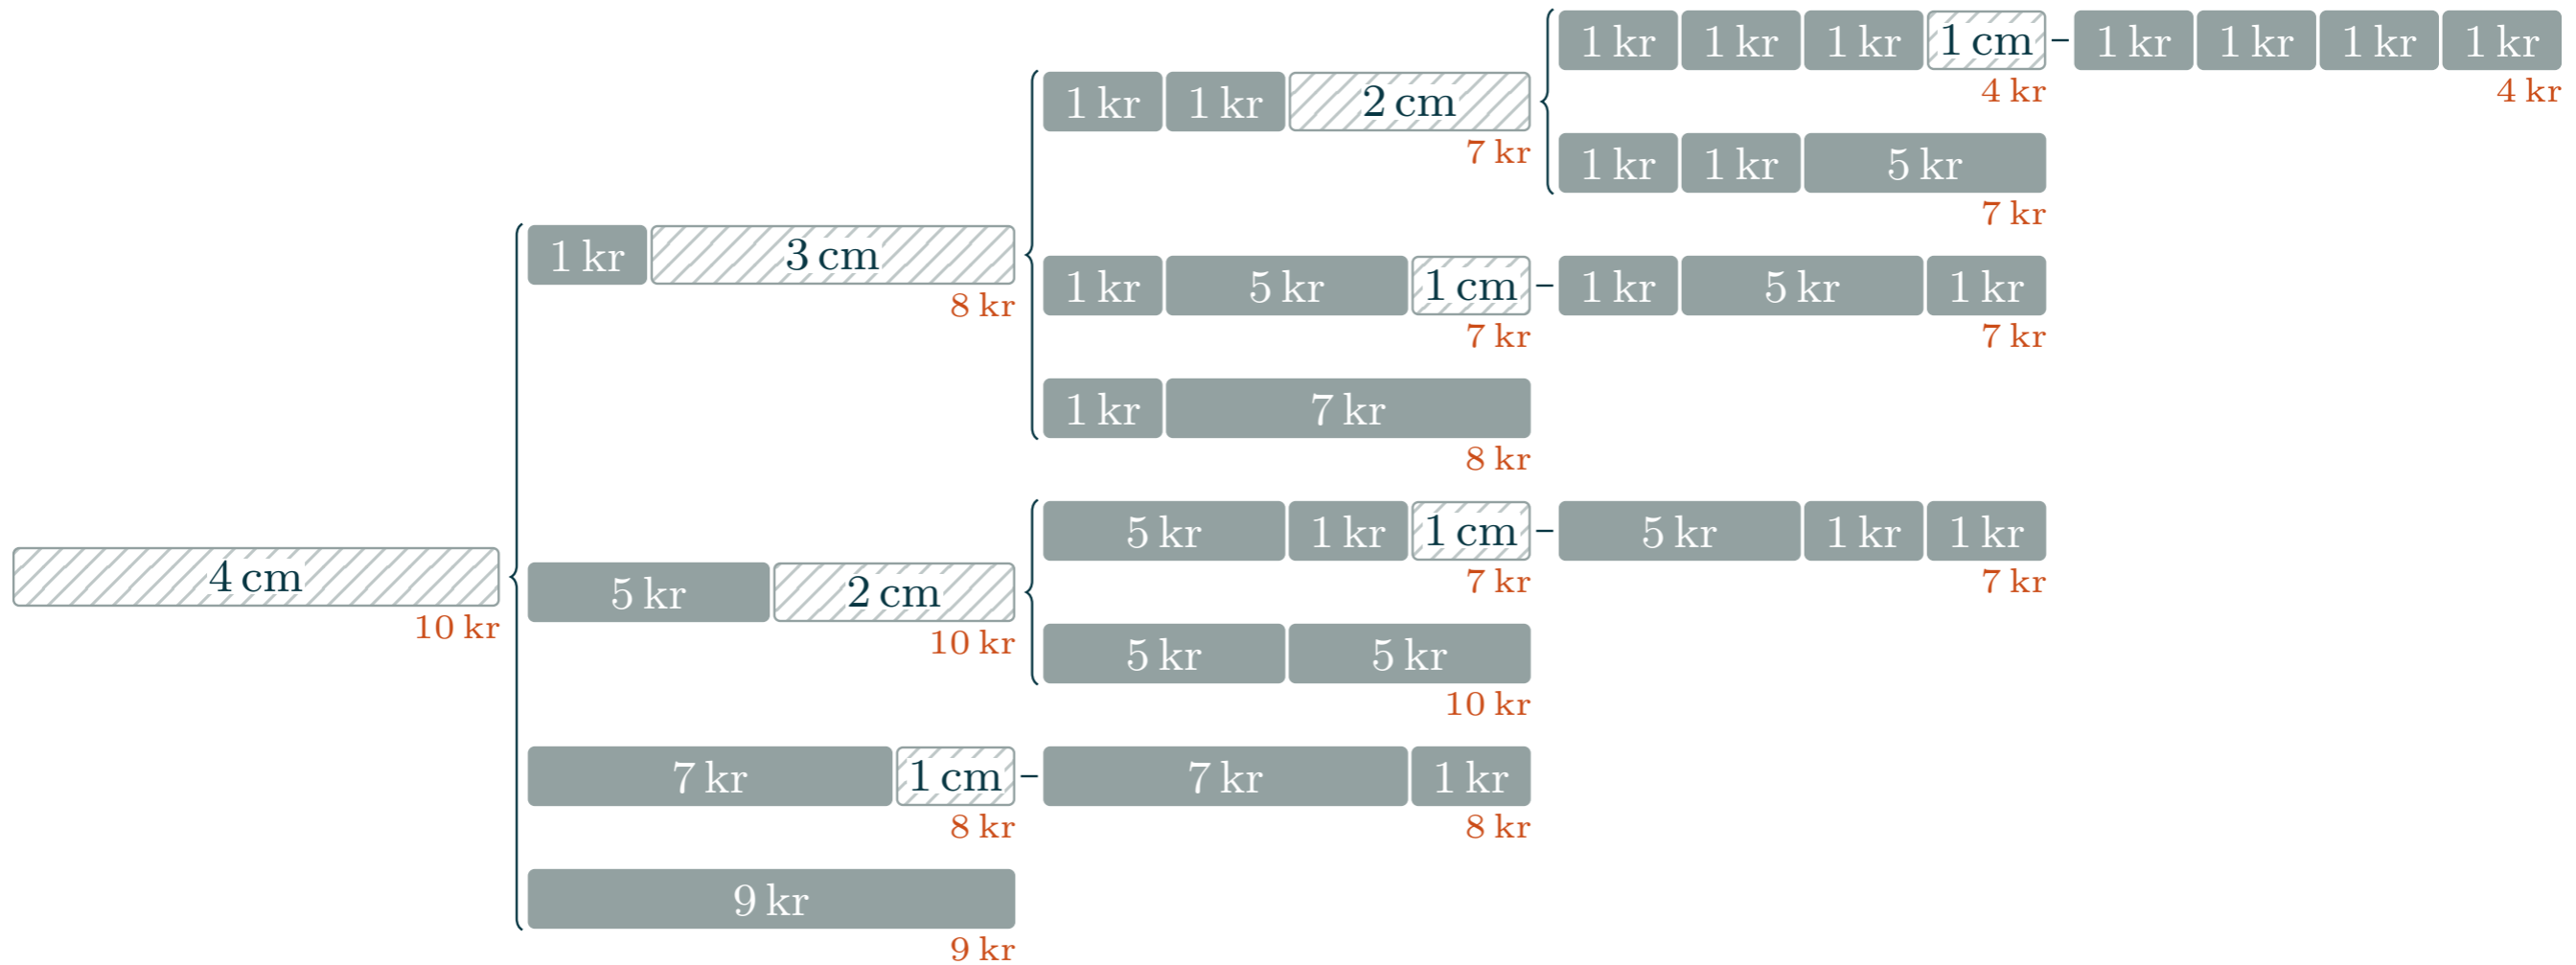 1 kr 1 kr 1 kr 1 cm 1 kr 1 kr 1 kr 1 kr
4 kr 4 kr
1 kr 1 kr 2 cm
7 kr
1 kr 1 kr 5 kr
7 kr
1 kr 3 cm
8 kr
1 kr 5 kr 1 cm 1 kr 5 kr 1 kr
7 kr 7 kr
1 kr 7 kr
8 kr
5 kr 1 kr 1 cm 5 kr 1 kr 1 kr
7 kr 7 kr
4 cm
10 kr
5 kr 2 cm
10 kr
5 kr 5 kr
10 kr
7 kr 1 cm 7 kr 1 kr
8 kr 8 kr
9 kr
9 kr